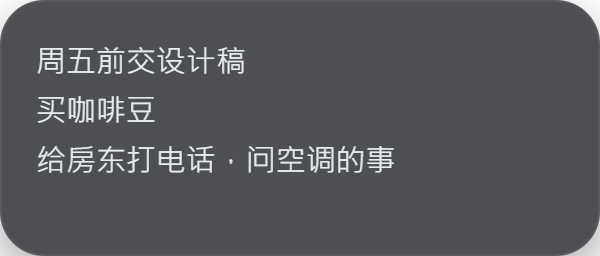 周五前交设计稿
买咖啡豆
给房东打电话，问空调的事